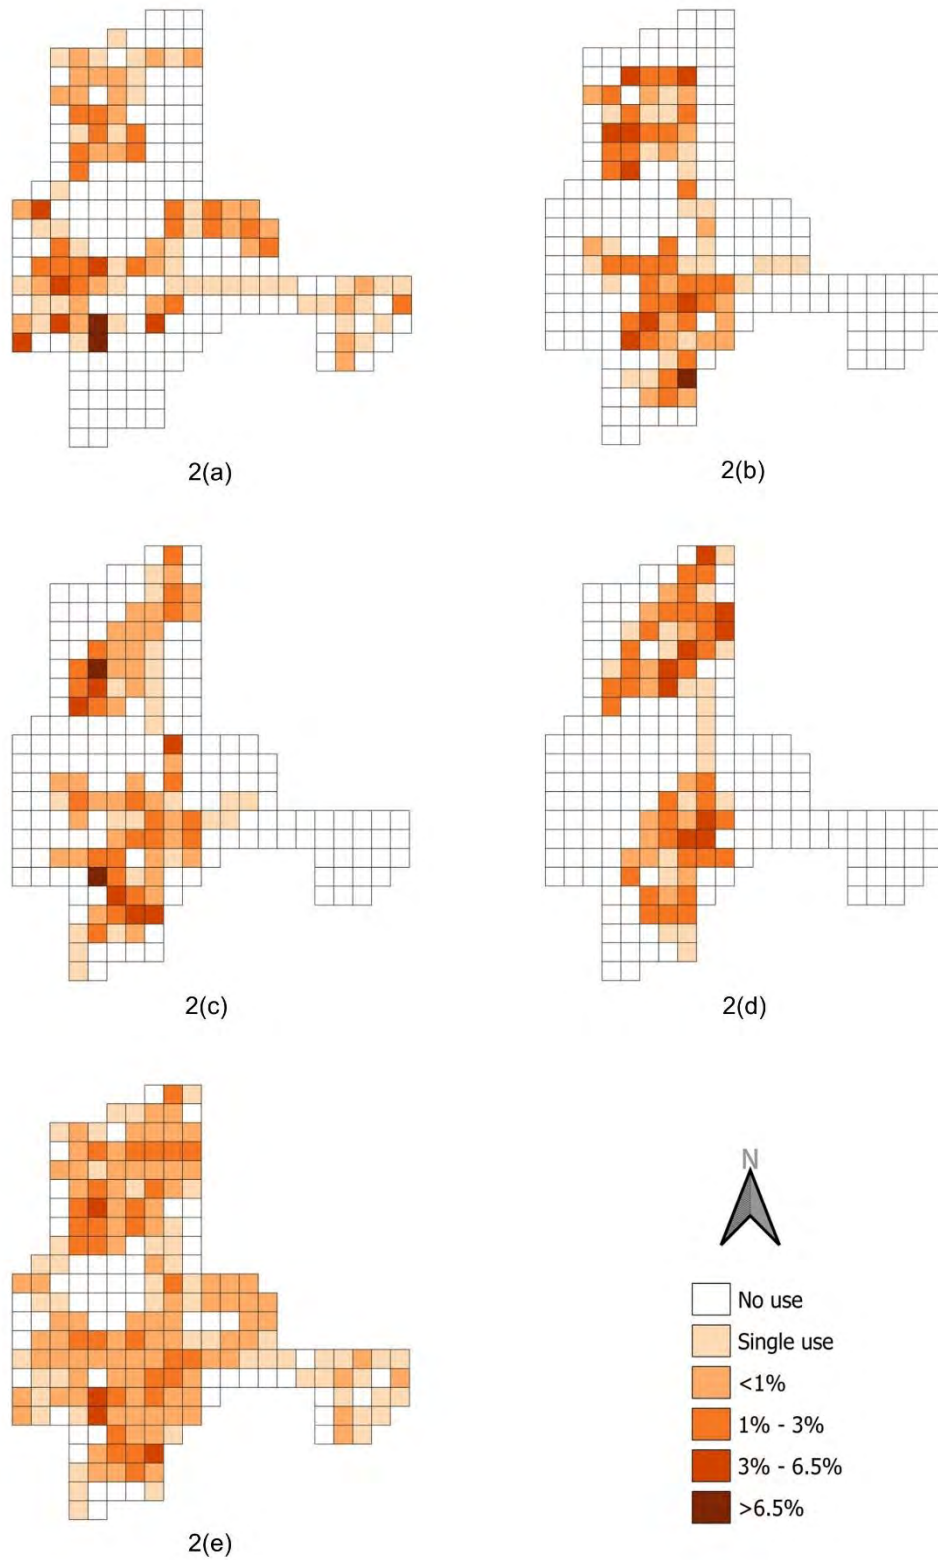 2(a)
2(b)
2(c)
2(d)
2(e)
N
No use
Single use
<1%
1% - 3%
3% - 6.5%
>6.5%